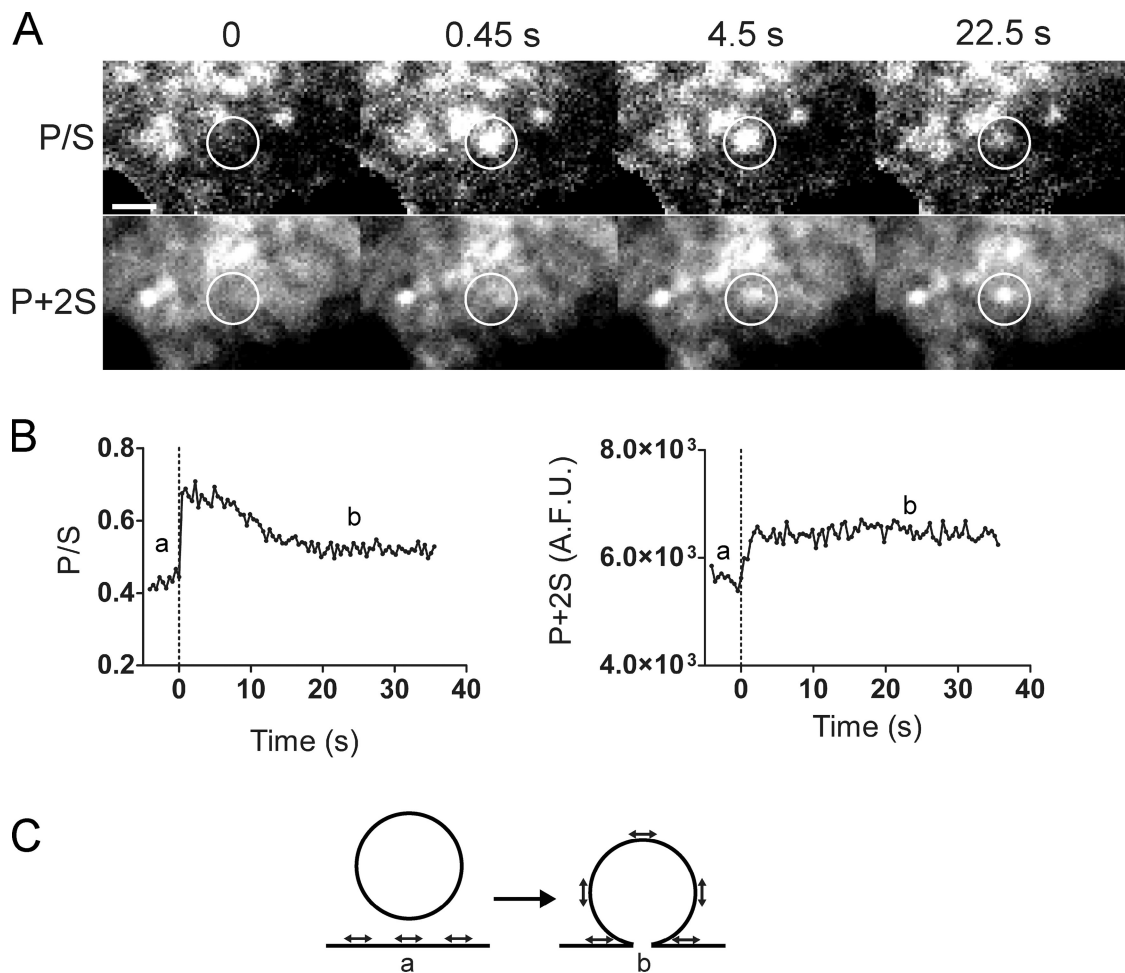 A
0 0.45 s 4.5 s 22.5 s
P/S
P+2S
B
0.8
0.6
0.4
0.2
P/S
a
b
0 10 20 30 40
Time (s)
8.0×10³
6.0×10³
4.0×10³
P+2S (A.F.U.)
a
b
0 10 20 30 40
Time (s)
C
a
b